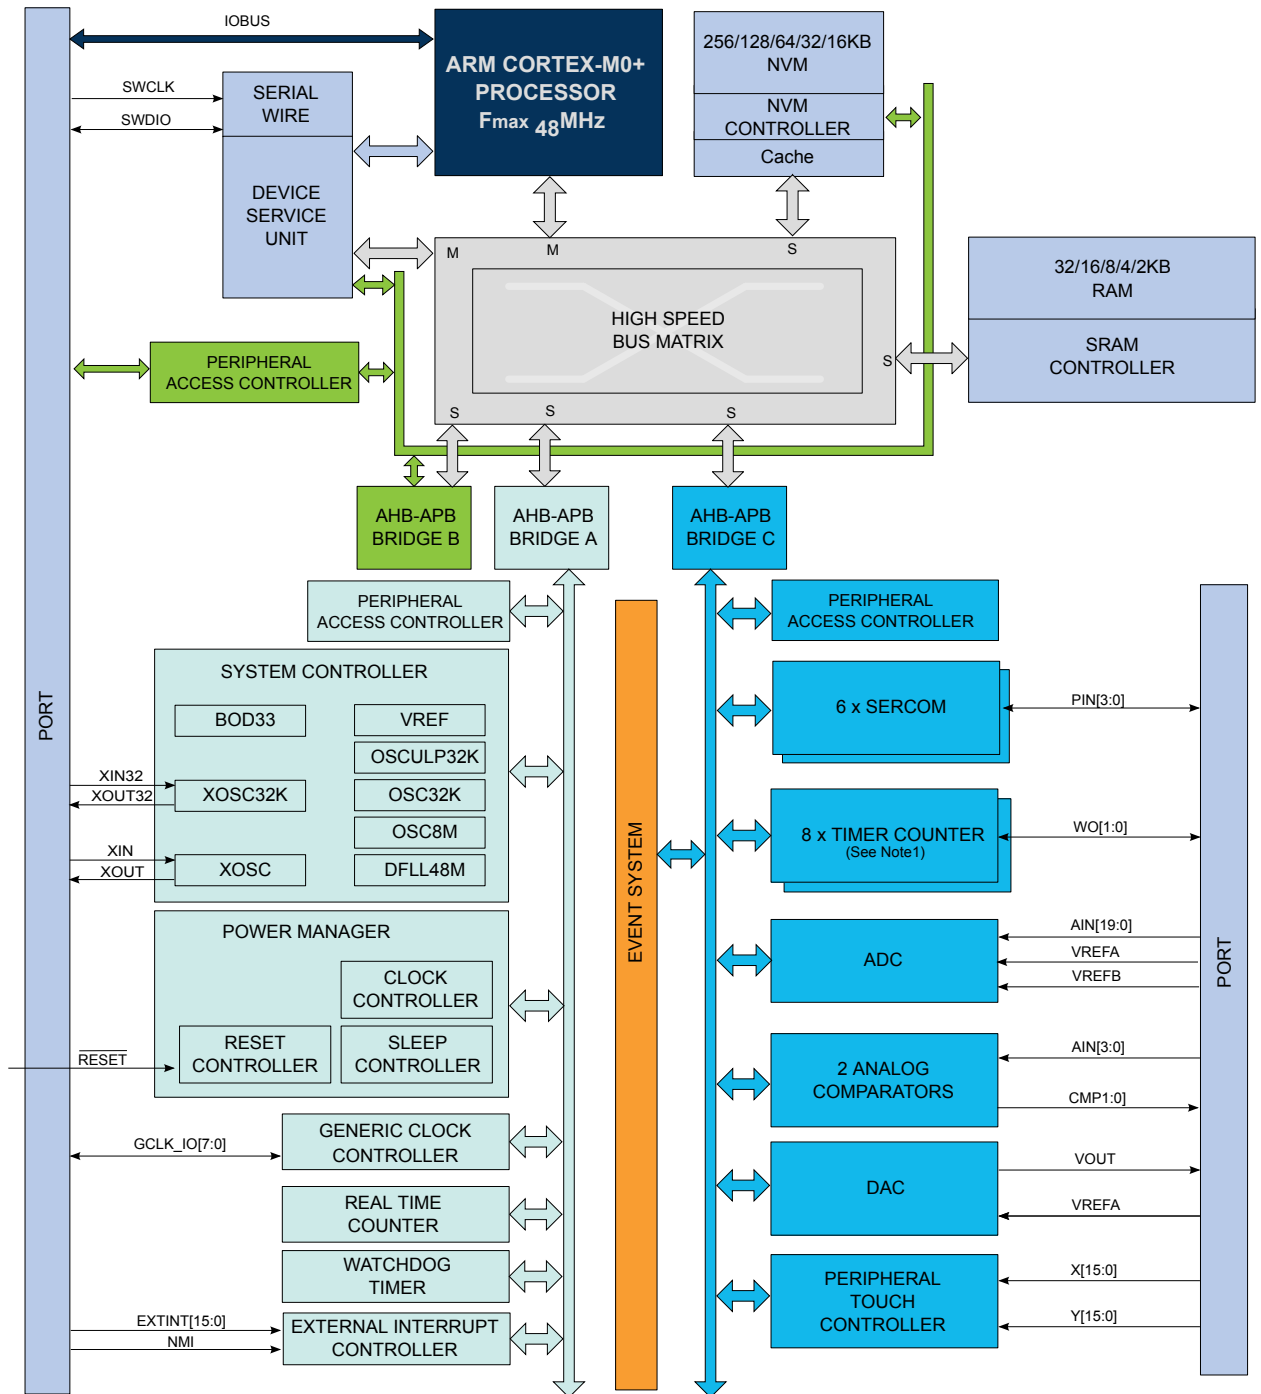 IOBUS
SWCLK
SWDIO
SERIAL
WIRE
DEVICE
SERVICE
UNIT
ARM CORTEX-M0+
PROCESSOR
Fmax 48MHz
256/128/64/32/16KB
NVM
NVM
CONTROLLER
Cache
M
M
S
32/16/8/4/2KB
RAM
SRAM
CONTROLLER
HIGH SPEED
BUS MATRIX
S
PERIPHERAL
ACCESS CONTROLLER
S
S
S
AHB-APB
BRIDGE B
AHB-APB
BRIDGE A
AHB-APB
BRIDGE C
PORT
PERIPHERAL
ACCESS CONTROLLER
SYSTEM CONTROLLER
BOD33
VREF
OSCULP32K
XIN32
XOUT32
XOSC32K
OSC32K
OSC8M
XIN
XOUT
XOSC
DFLL48M
POWER MANAGER
CLOCK
CONTROLLER
RESET
RESET
CONTROLLER
SLEEP
CONTROLLER
GCLK_IO[7:0]
GENERIC CLOCK
CONTROLLER
REAL TIME
COUNTER
WATCHDOG
TIMER
EXTINT[15:0]
NMI
EXTERNAL INTERRUPT
CONTROLLER
EVENT SYSTEM
PERIPHERAL
ACCESS CONTROLLER
6 x SERCOM
PIN[3:0]
8 x TIMER COUNTER
(See Note1)
WO[1:0]
ADC
AIN[19:0]
VREFA
VREFB
2 ANALOG
COMPARATORS
AIN[3:0]
CMP1:0]
DAC
VOUT
VREFA
PERIPHERAL
TOUCH
CONTROLLER
X[15:0]
Y[15:0]
PORT